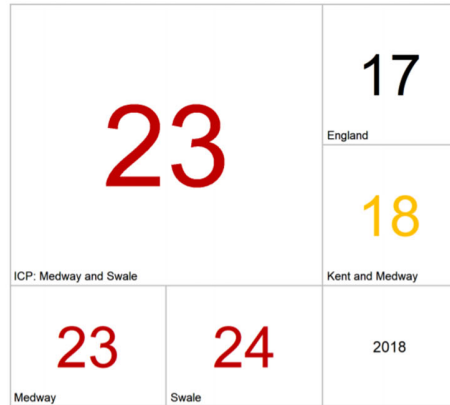 23
ICP: Medway and Swale
17
England
18
Kent and Medway
23
Medway
24
Swale
2018